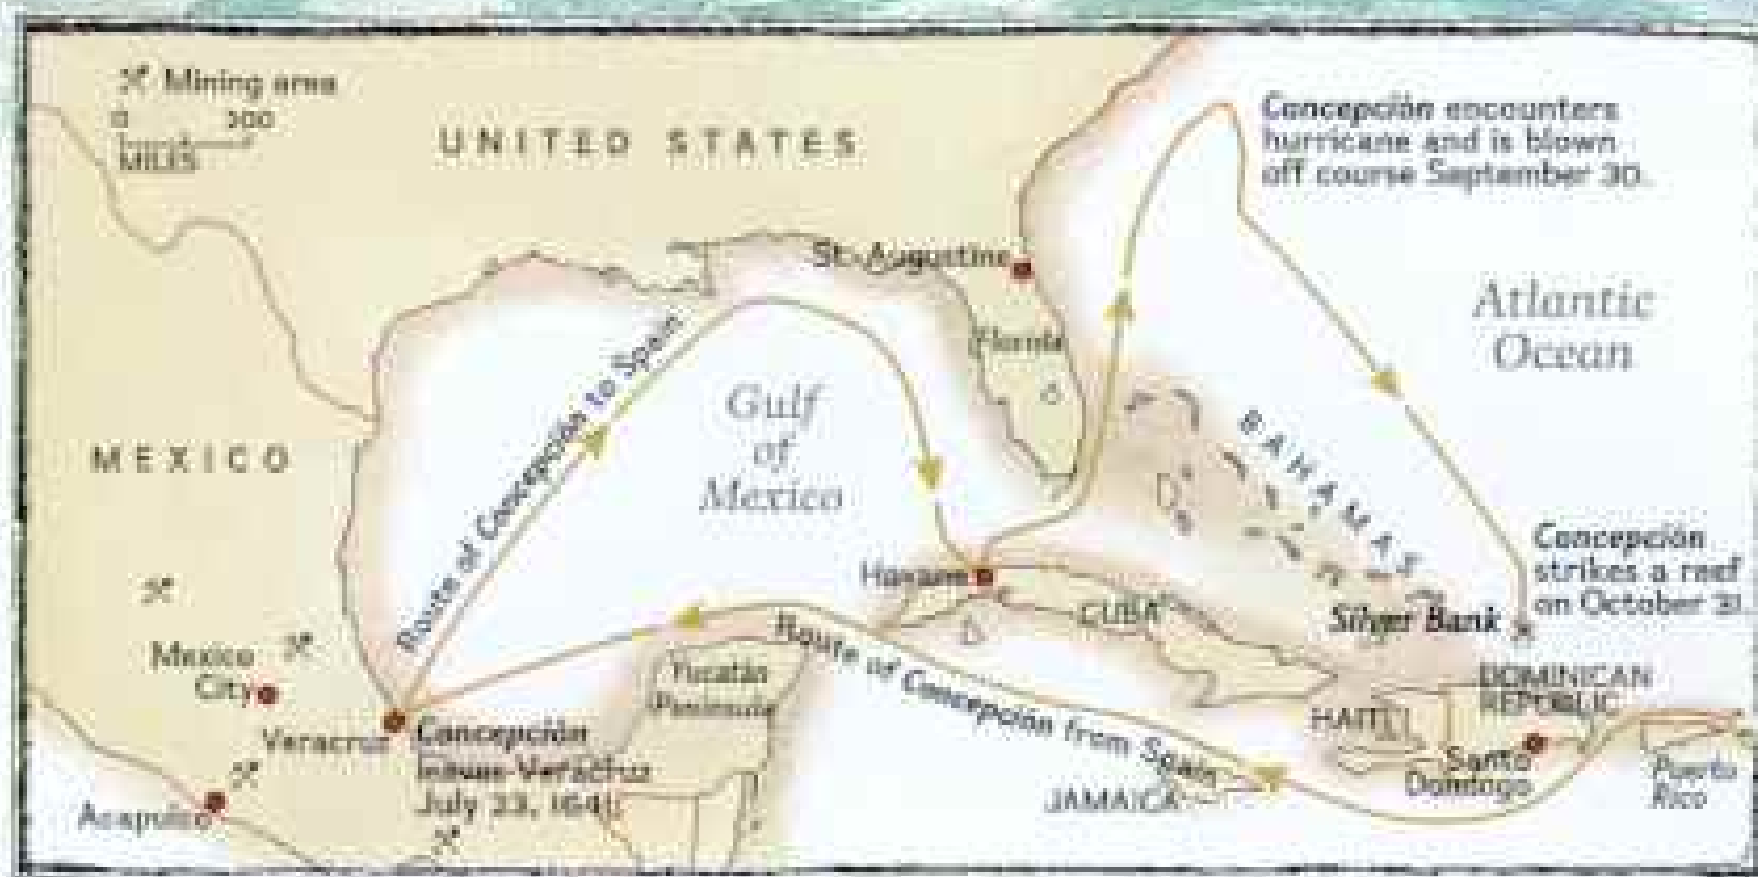 Mining area
0 300
MILES
UNITED STATES
Concepción encounters
hurricane and is blown
off course September 30.
St. Augustine
Florida
Atlantic
Ocean
Gulf
of
Mexico
MEXICO
BAHAMAS
Route of Concepción to Spain
Concepción
strikes a reef
on October 31.
Havana
CUBA
Silver Bank
Route of Concepción from Spain
Yucatán
Peninsula
Mexico
City
Veracruz
Concepción
leaves Veracruz
July 23, 1641
Acapulco
JAMAICA
HAITI
DOMINICAN
REPUBLIC
Santo
Domingo
Puerto
Rico